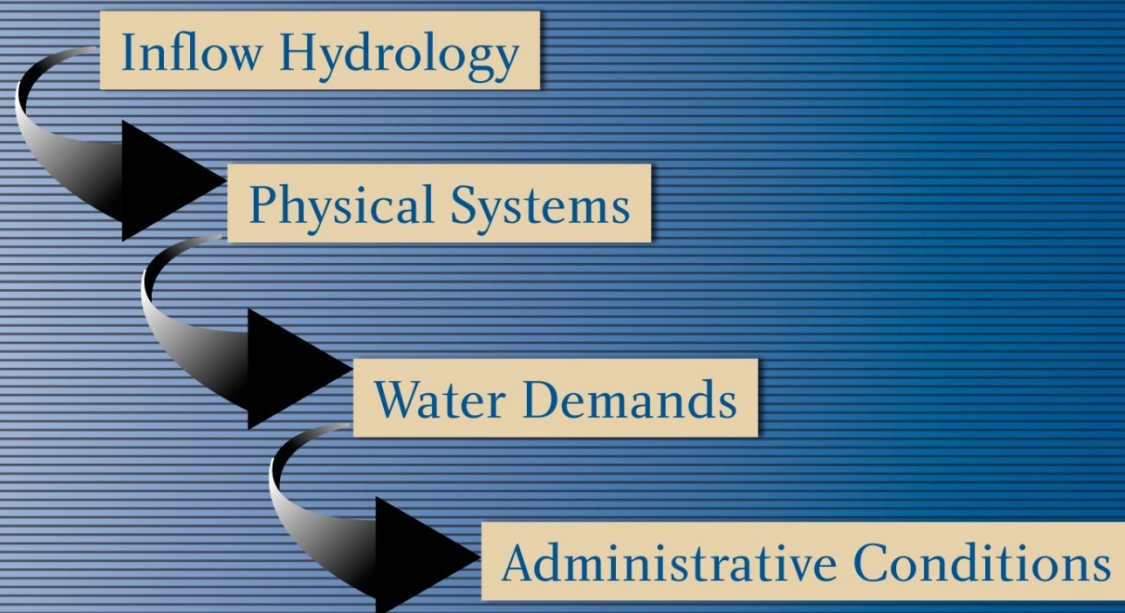 Inflow Hydrology
Physical Systems
Water Demands
Administrative Conditions